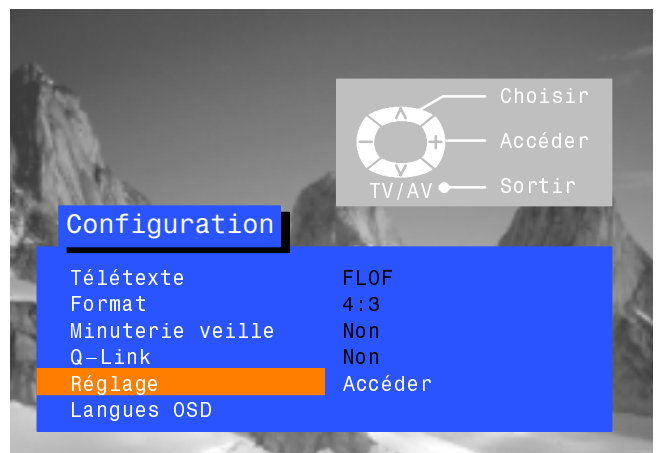 Choisir
Accéder
TV/AV Sortir
Configuration
Télétexte FLOF
Format 4:3
Minuterie veille Non
Q-Link Non
Réglage Accéder
Langues OSD